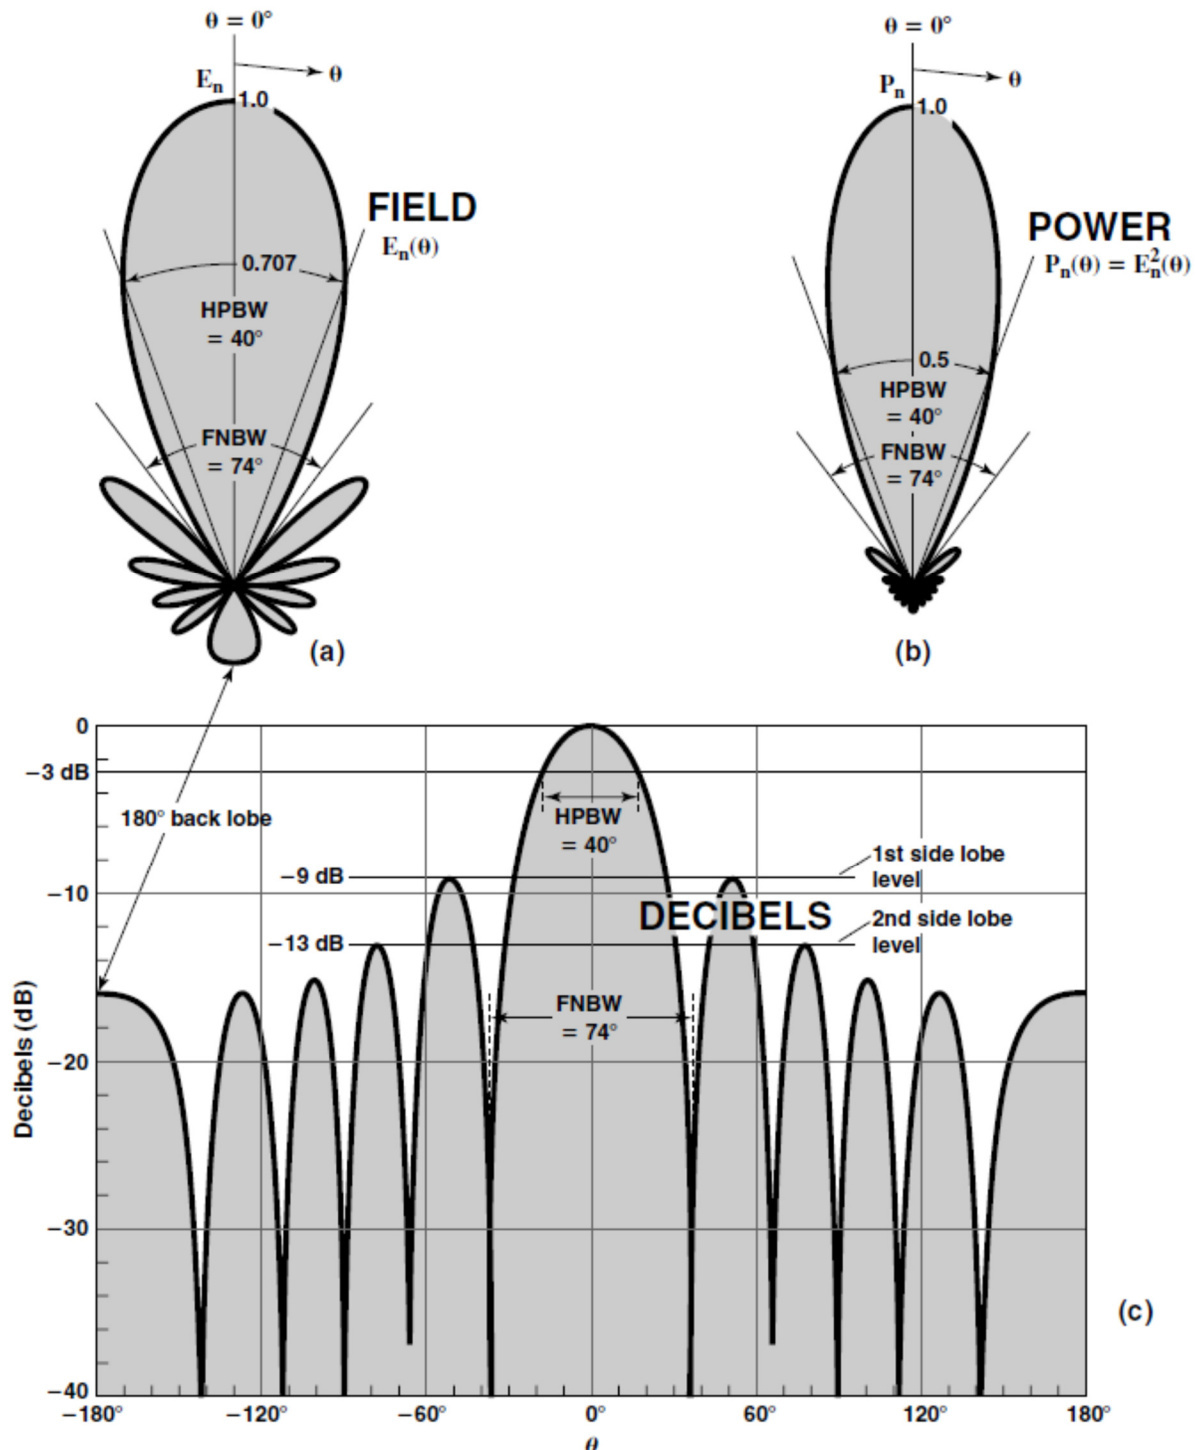 θ = 0°
θ
Eₙ
1.0
FIELD
Eₙ(θ)
0.707
HPBW
= 40°
FNBW
= 74°
(a)
θ = 0°
θ
Pₙ
1.0
POWER
Pₙ(θ) = Eₙ²(θ)
0.5
HPBW
= 40°
FNBW
= 74°
(b)
0
−3 dB
180° back lobe
HPBW
= 40°
−9 dB
1st side lobe
level
−10
DECIBELS
−13 dB
2nd side lobe
level
FNBW
= 74°
Decibels (dB)
−20
−30
−40
(c)
−180°
−120°
−60°
0°
60°
120°
180°
θ